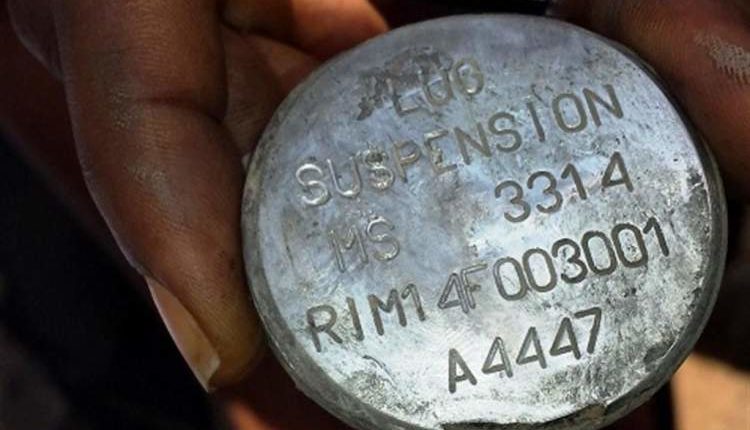 LUG
SUSPENSION
MS 3314
RIM14F003001
A4447